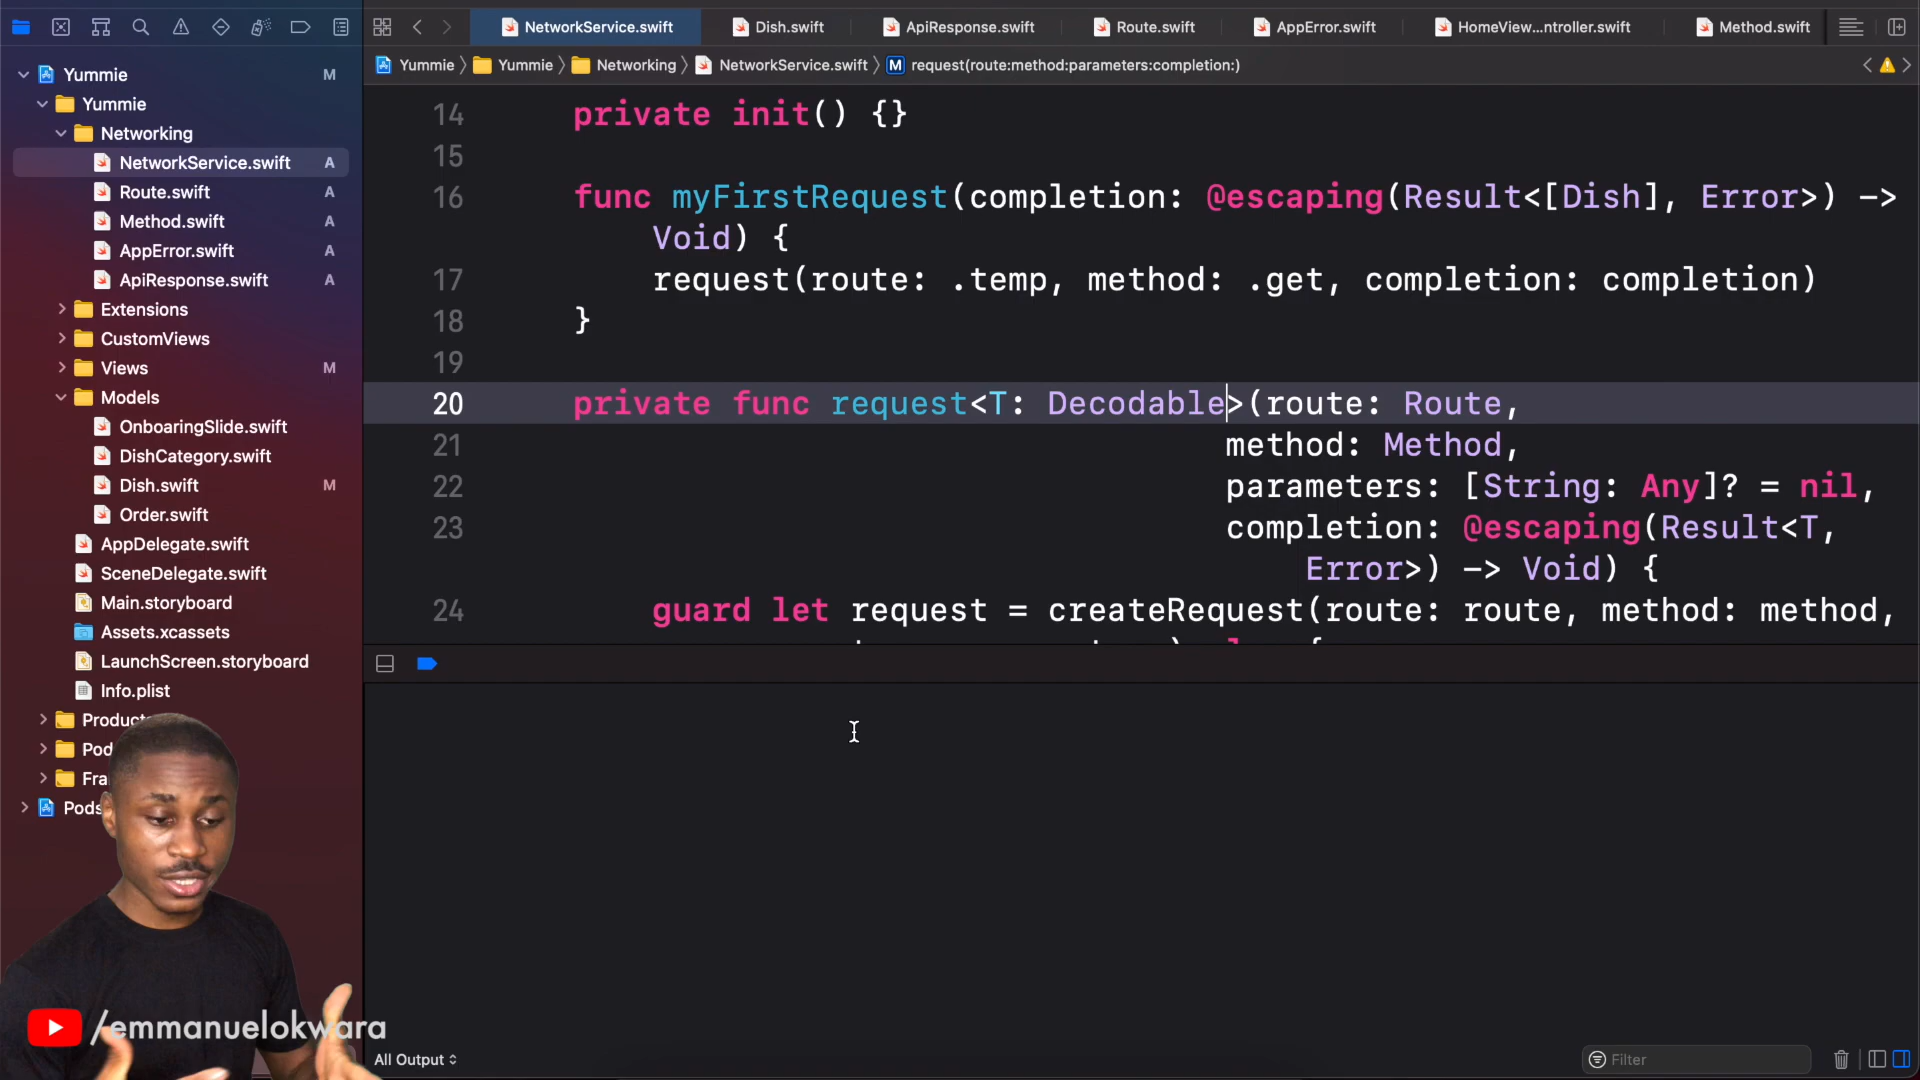 NetworkService.swift
Dish.swift
ApiResponse.swift
Route.swift
AppError.swift
HomeView...ntroller.swift
Method.swift
Yummie
Yummie
Networking
NetworkService.swift
M
request(route:method:parameters:completion:)
Yummie M
Yummie
Networking
NetworkService.swift A
Route.swift A
Method.swift A
AppError.swift A
ApiResponse.swift A
Extensions
CustomViews
Views M
Models
OnboaringSlide.swift
DishCategory.swift
Dish.swift M
Order.swift
AppDelegate.swift
SceneDelegate.swift
Main.storyboard
Assets.xcassets
LaunchScreen.storyboard
Info.plist
Product
Pod
Fra
Pods
14 private init() {}
15
16 func myFirstRequest(completion: @escaping(Result<[Dish], Error>) ->
Void) {
17 request(route: .temp, method: .get, completion: completion)
18 }
19
20 private func request<T: Decodable>(route: Route,
21 method: Method,
22 parameters: [String: Any]? = nil,
23 completion: @escaping(Result<T,
Error>) -> Void) {
24 guard let request = createRequest(route: route, method: method,
/emmanuelokwara
All Output
Filter